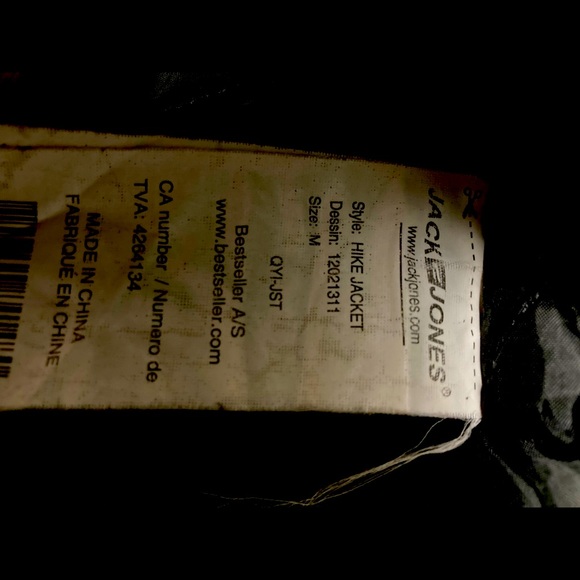 JACK JONES®
www.jackjones.com
Style: HIKE JACKET
Dessin: 12021311
Size: M
QYI-JST
Bestseller A/S
www.bestseller.com
CA number / Numero de
TVA: 4284134
MADE IN CHINA
FABRIQUÉ EN CHINE